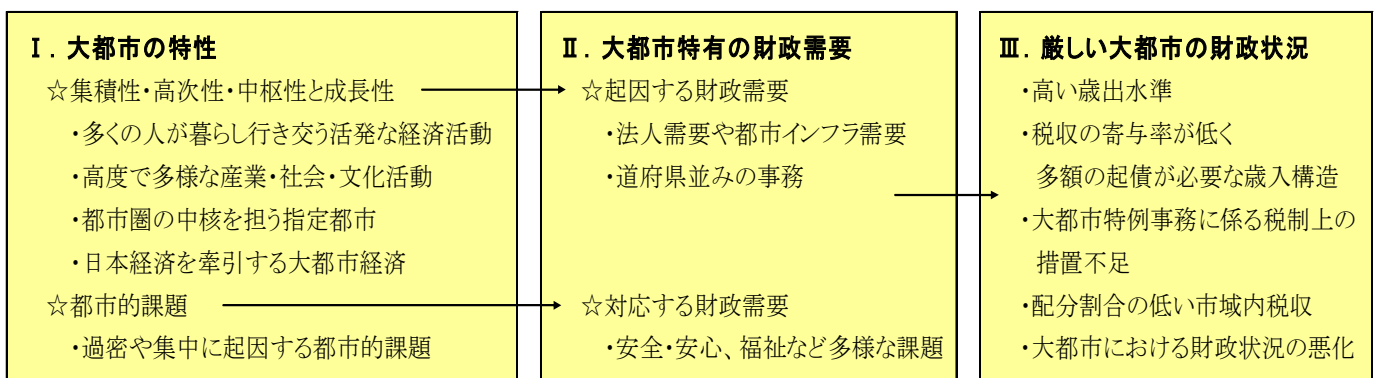 Ⅰ．大都市の特性
☆集積性・高次性・中枢性と成長性
・多くの人が暮らし行き交う活発な経済活動
・高度で多様な産業・社会・文化活動
・都市圏の中核を担う指定都市
・日本経済を牽引する大都市経済
☆都市的課題
・過密や集中に起因する都市的課題
Ⅱ．大都市特有の財政需要
☆起因する財政需要
・法人需要や都市インフラ需要
・道府県並みの事務
☆対応する財政需要
・安全・安心、福祉など多様な課題
Ⅲ．厳しい大都市の財政状況
・高い歳出水準
・税収の寄与率が低く
多額の起債が必要な歳入構造
・大都市特例事務に係る税制上の
措置不足
・配分割合の低い市域内税収
・大都市における財政状況の悪化